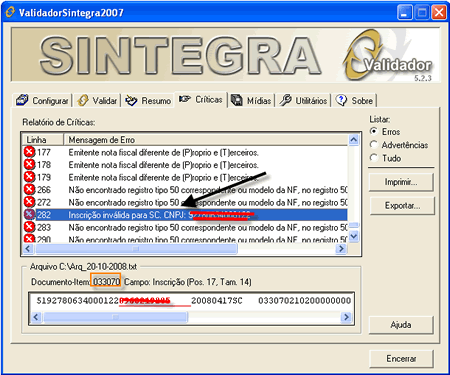 ValidadorSintegra2007
SINTEGRA
Validador
5.2.3
Configurar Validar Resumo Críticas Mídias Utilitários Sobre
Relatório de Críticas:
Listar:
Linha Mensagem de Erro
Erros
Advertências
Tudo
177 Emitente nota fiscal diferente de (P)roprio e (T)erceiros.
178 Emitente nota fiscal diferente de (P)roprio e (T)erceiros.
179 Emitente nota fiscal diferente de (P)roprio e (T)erceiros.
266 Não encontrado registro tipo 50 correspondente ou modelo da NF, no registro 50
272 Não encontrado registro tipo 50 correspondente ou modelo da NF, no registro 50
282 Inscrição inválida para SC. CNPJ:
283 Não encontrado registro tipo 50 correspondente ou modelo da NF, no registro 50
290 Não encontrado registro tipo 50 correspondente ou modelo da NF, no registro 50
Imprimir...
Exportar...
Arquivo C:\Arq_20-10-2008.txt
Documento-Item: 033070 Campo: Inscrição (Pos. 17, Tam. 14)
5192780634000122 20080417SC 033070210200000000
Ajuda
Encerrar